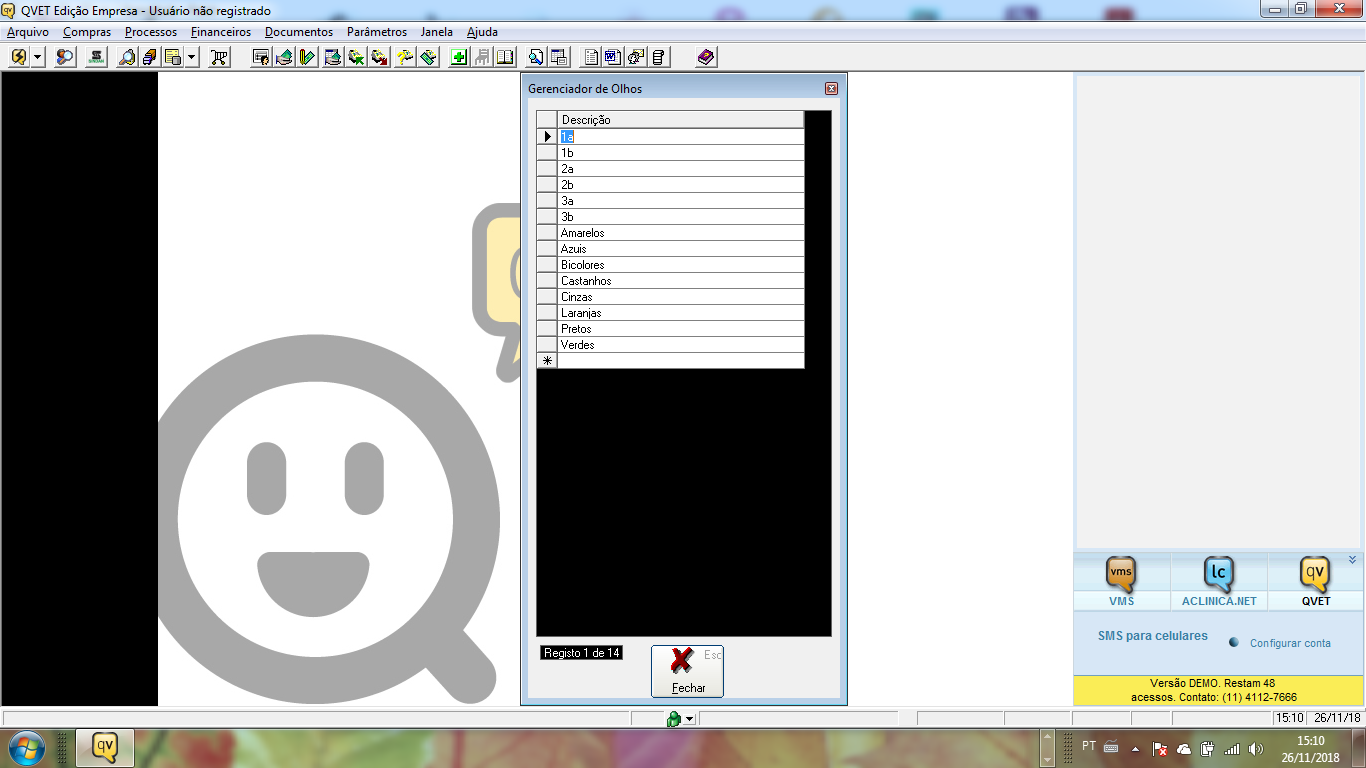 QVET Edição Empresa - Usuário não registrado
Arquivo Compras Processos Financeiros Documentos Parâmetros Janela Ajuda
Gerenciador de Olhos
Descrição
1a
1b
2a
2b
3a
3b
Amarelos
Azuis
Bicolores
Castanhos
Cinzas
Laranjas
Pretos
Verdes
Registo 1 de 14
Esc
Fechar
vms
lc
qv
VMS
ACLINICA.NET
QVET
SMS para celulares
Configurar conta
Versão DEMO. Restam 48
acessos. Contato: (11) 4112-7666
15:10
26/11/18
qv
PT
15:10
26/11/2018